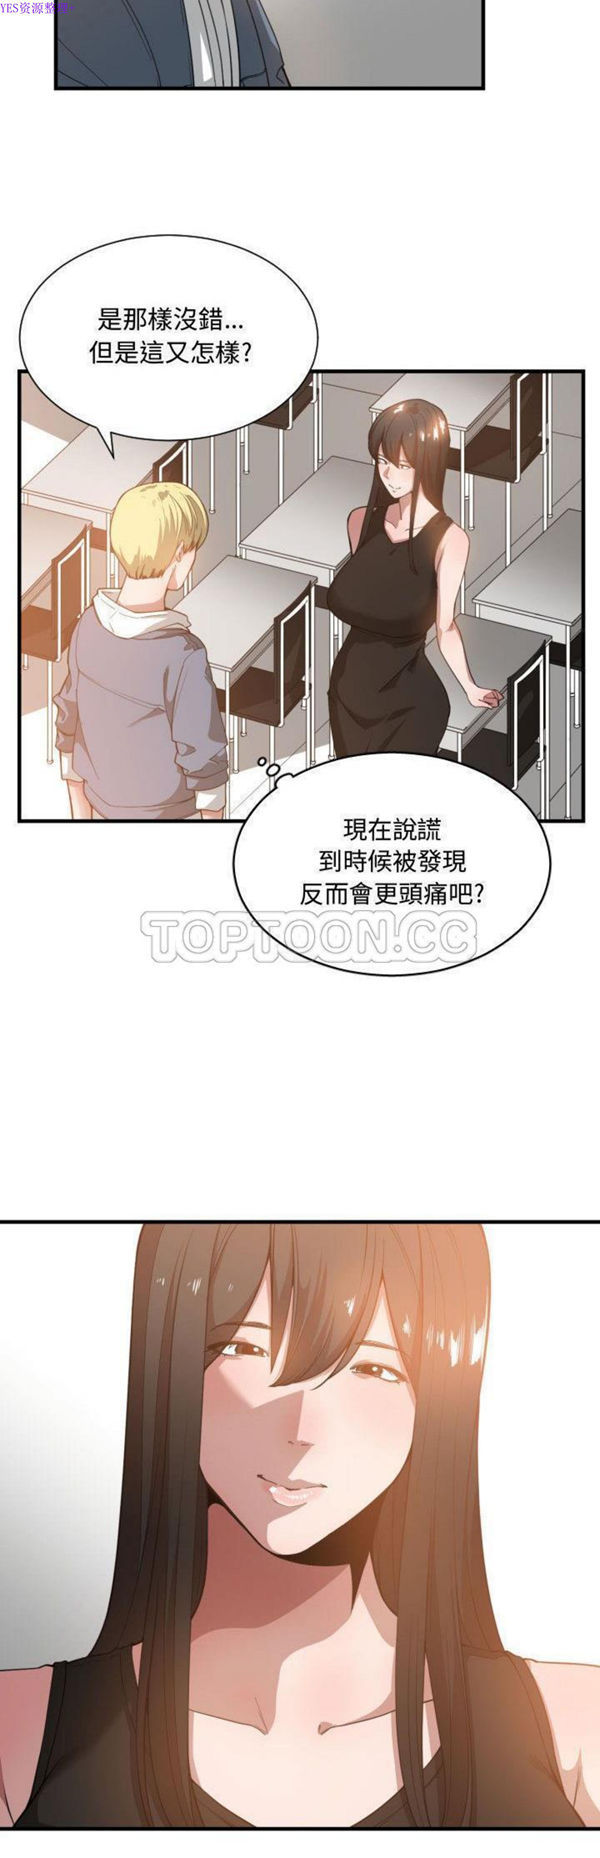 YES资源整理
是那樣沒錯...
但是這又怎樣?
現在說謊
到時候被發現
反而會更頭痛吧?
TOPTOON.CC